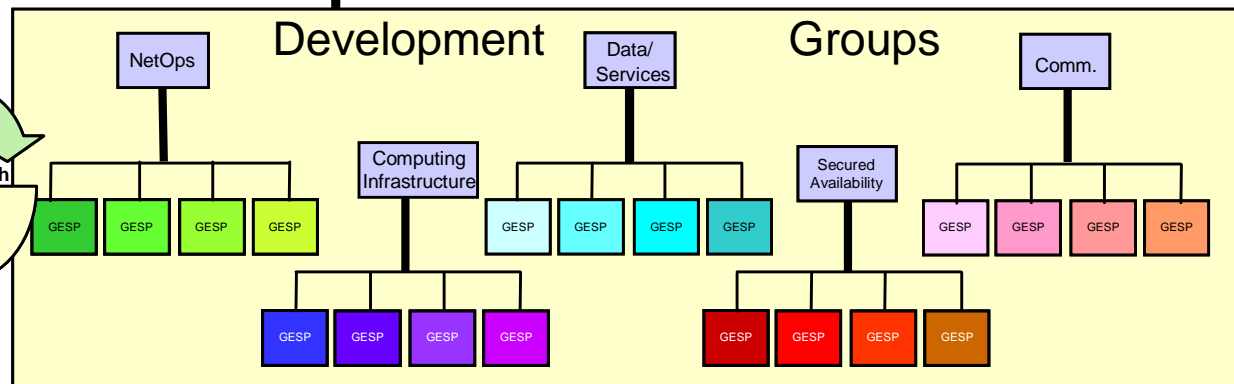 Development Groups
NetOps
Data/
Services
Comm.
Computing
Infrastructure
Secured
Availability
h
GESP GESP GESP GESP
GESP GESP GESP GESP
GESP GESP GESP GESP
GESP GESP GESP GESP
GESP GESP GESP GESP